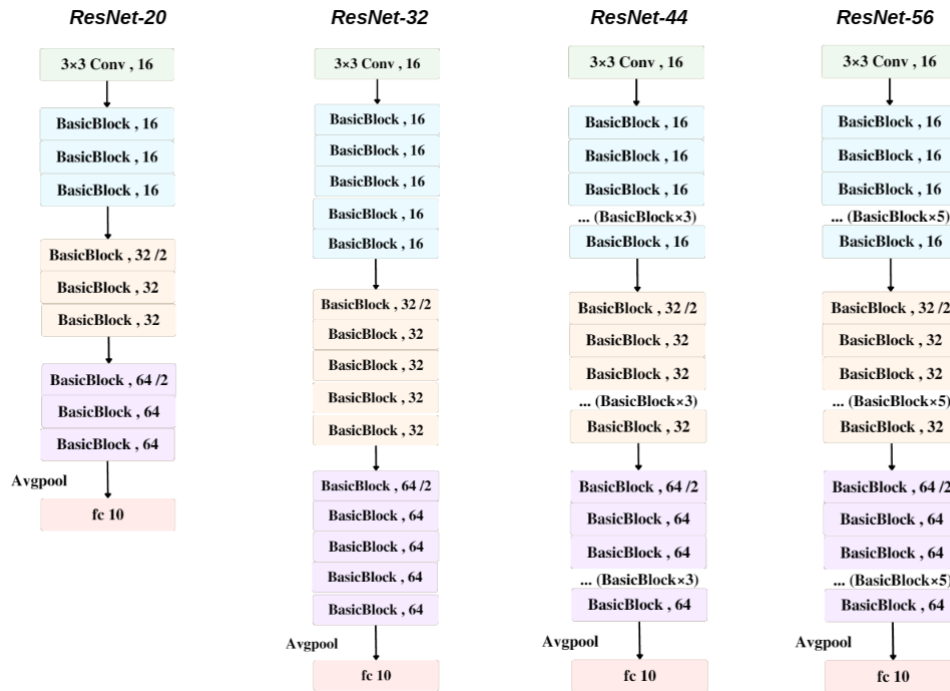 ResNet-20
3×3 Conv , 16
BasicBlock , 16
BasicBlock , 16
BasicBlock , 16
BasicBlock , 32 /2
BasicBlock , 32
BasicBlock , 32
BasicBlock , 64 /2
BasicBlock , 64
BasicBlock , 64
Avgpool
fc 10
ResNet-32
3×3 Conv , 16
BasicBlock , 16
BasicBlock , 16
BasicBlock , 16
BasicBlock , 16
BasicBlock , 16
BasicBlock , 32 /2
BasicBlock , 32
BasicBlock , 32
BasicBlock , 32
BasicBlock , 32
BasicBlock , 64 /2
BasicBlock , 64
BasicBlock , 64
BasicBlock , 64
BasicBlock , 64
Avgpool
fc 10
ResNet-44
3×3 Conv , 16
BasicBlock , 16
BasicBlock , 16
BasicBlock , 16
... (BasicBlock×3)
BasicBlock , 16
BasicBlock , 32 /2
BasicBlock , 32
BasicBlock , 32
... (BasicBlock×3)
BasicBlock , 32
BasicBlock , 64 /2
BasicBlock , 64
BasicBlock , 64
... (BasicBlock×3)
BasicBlock , 64
Avgpool
fc 10
ResNet-56
3×3 Conv , 16
BasicBlock , 16
BasicBlock , 16
BasicBlock , 16
... (BasicBlock×5)
BasicBlock , 16
BasicBlock , 32 /2
BasicBlock , 32
BasicBlock , 32
... (BasicBlock×5)
BasicBlock , 32
BasicBlock , 64 /2
BasicBlock , 64
BasicBlock , 64
... (BasicBlock×5)
BasicBlock , 64
Avgpool
fc 10